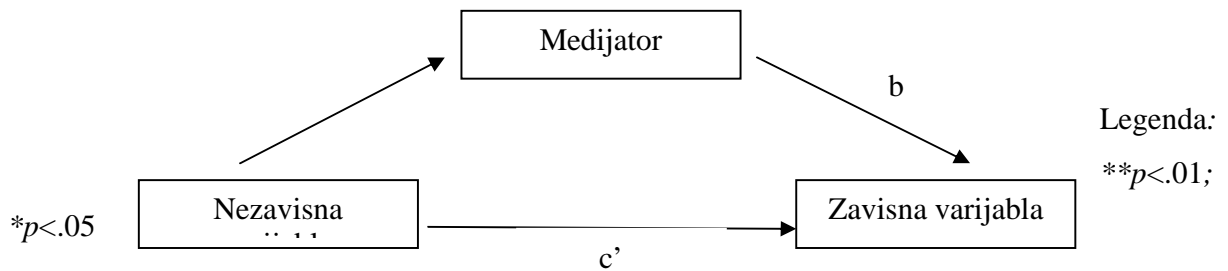 Medijator
b
Legenda:
**p<.01;
Nezavisna
Zavisna varijabla
*p<.05
c’